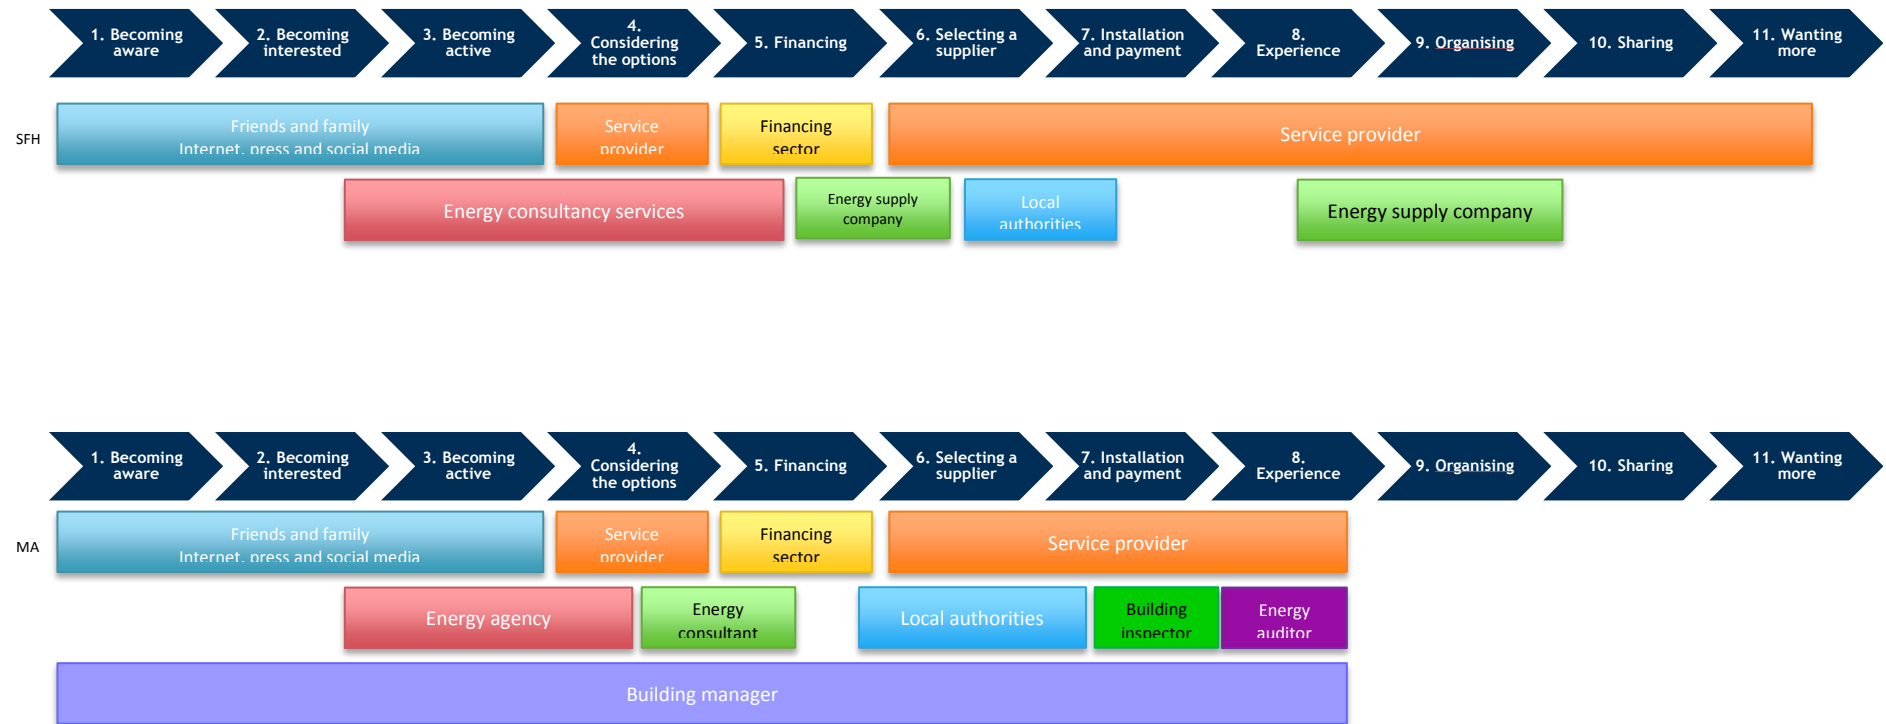 1. Becoming
aware
2. Becoming
interested
3. Becoming
active
4.
Considering
the options
5. Financing
6. Selecting a
supplier
7. Installation
and payment
8.
Experience
9. Organising
10. Sharing
11. Wanting
more
SFH
Friends and family
Internet, press and social media
Service
provider
Financing
sector
Service provider
Energy consultancy services
Energy supply
company
Local
authorities
Energy supply company
1. Becoming
aware
2. Becoming
interested
3. Becoming
active
4.
Considering
the options
5. Financing
6. Selecting a
supplier
7. Installation
and payment
8.
Experience
9. Organising
10. Sharing
11. Wanting
more
MA
Friends and family
Internet, press and social media
Service
provider
Financing
sector
Service provider
Energy agency
Energy
consultant
Local authorities
Building
inspector
Energy
auditor
Building manager